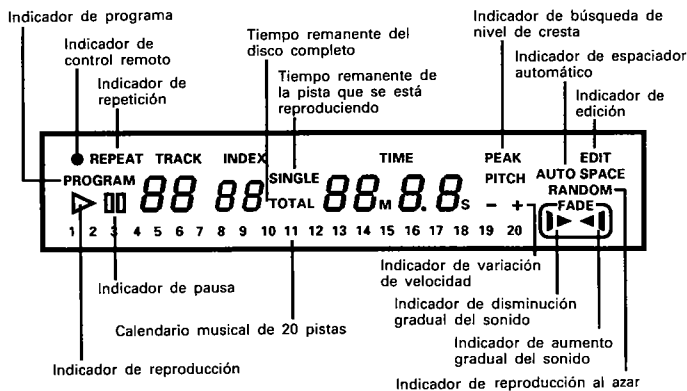 Indicador de programa
Indicador de
control remoto
Indicador de
repetición
Tiempo remanente del
disco completo
Tiempo remanente de
la pista que se está
reproduciendo
Indicador de búsqueda de
nivel de cresta
Indicador de espaciador
automático
Indicador de
edición
REPEAT TRACK INDEX TIME PEAK EDIT
PROGRAM SINGLE PITCH AUTO SPACE
RANDOM
88 88 TOTAL 88M 8.8S - + FADE
1 2 3 4 5 6 7 8 9 10 11 12 13 14 15 16 17 18 19 20
Indicador de pausa
Calendario musical de 20 pistas
Indicador de reproducción
Indicador de variación
de velocidad
Indicador de disminución
gradual del sonido
Indicador de aumento
gradual del sonido
Indicador de reproducción al azar